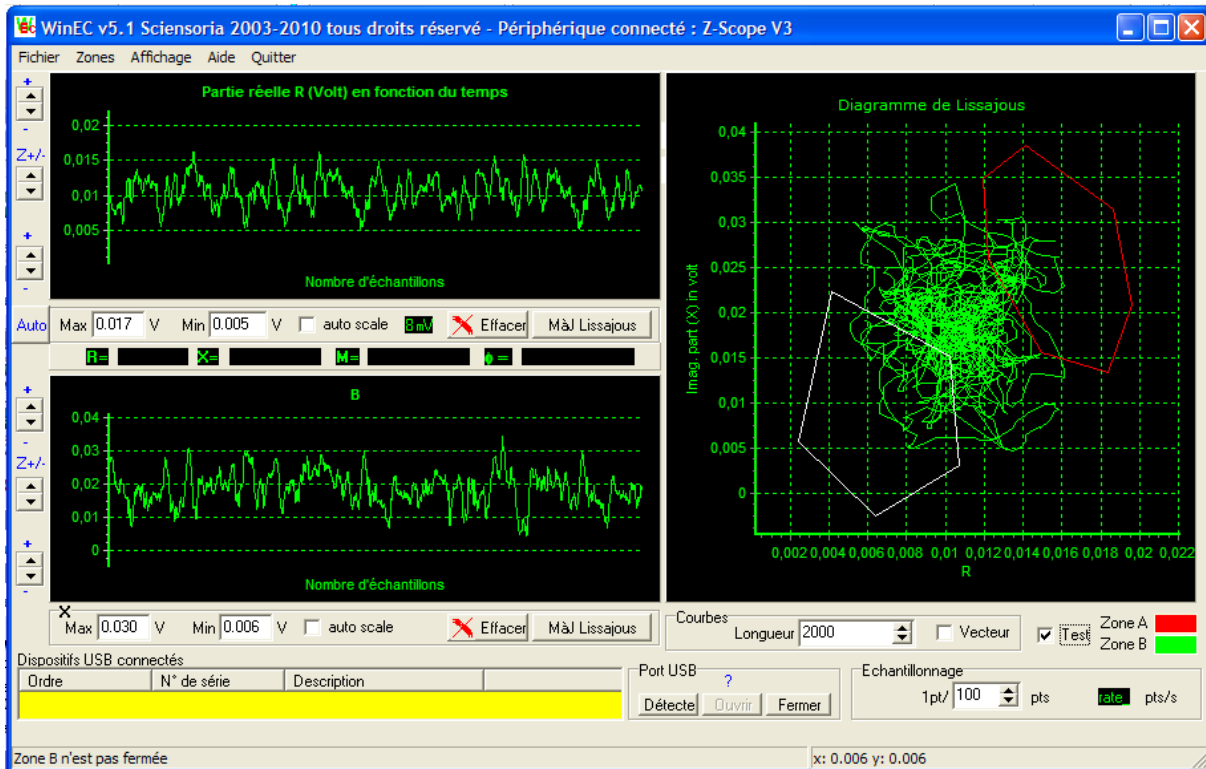 WinEC v5.1 Sciensoria 2003-2010 tous droits réservé - Périphérique connecté : Z-Scope V3
Fichier Zones Affichage Aide Quitter
+
-
Z+/-
+
-
Partie réelle R (Volt) en fonction du temps
0,02
0,015
0,01
0,005
Nombre d'échantillons
Auto Max 0.017 V Min 0.005 V auto scale 8mV Effacer MàJ Lissajous
R= X= M= ϕ =
+
-
Z+/-
+
-
B
0,04
0,03
0,02
0,01
0
Nombre d'échantillons
X
Max 0.030 V Min 0.006 V auto scale Effacer MàJ Lissajous
Diagramme de Lissajous
Imag. part (X) in volt
0,04
0,035
0,03
0,025
0,02
0,015
0,01
0,005
0
0,002 0,004 0,006 0,008 0,01 0,012 0,014 0,016 0,018 0,02 0,022
R
Courbes
Longueur 2000 Vecteur Test
Zone A
Zone B
Dispositifs USB connectés
Ordre N° de série Description
Port USB
?
Détecte Ouvrir Fermer
Echantillonnage
1pt/ 100 pts rate_ pts/s
Zone B n'est pas fermée
x: 0.006 y: 0.006